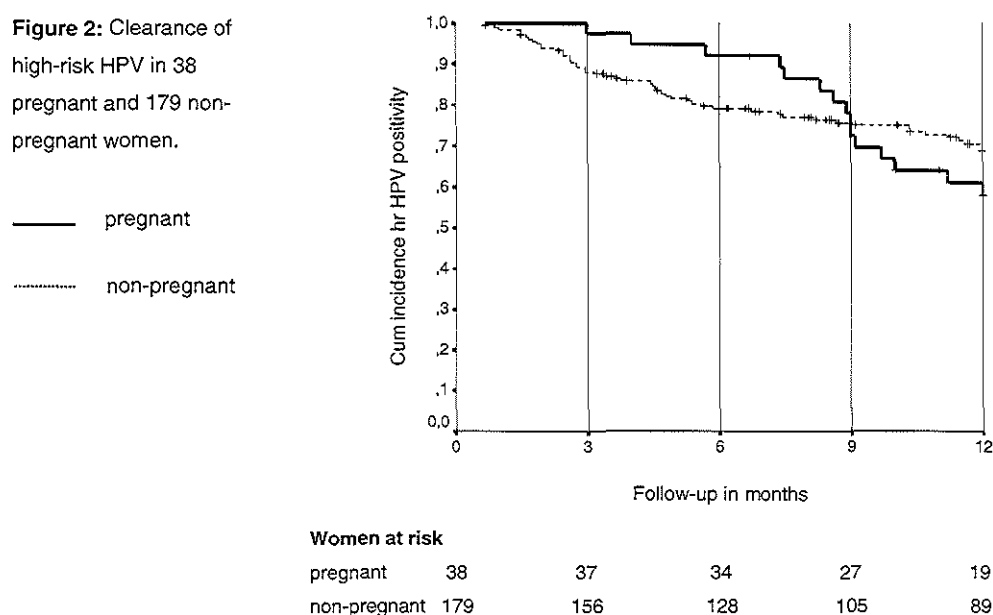 Figure 2: Clearance of
high-risk HPV in 38
pregnant and 179 non-
pregnant women.
pregnant
non-pregnant
Cum incidence hr HPV positivity
1,0
,9
,8
,7
,6
,5
,4
,3
,2
,1
0,0
0 3 6 9 12
Follow-up in months
Women at risk
pregnant 38 37 34 27 19
non-pregnant 179 156 128 105 89